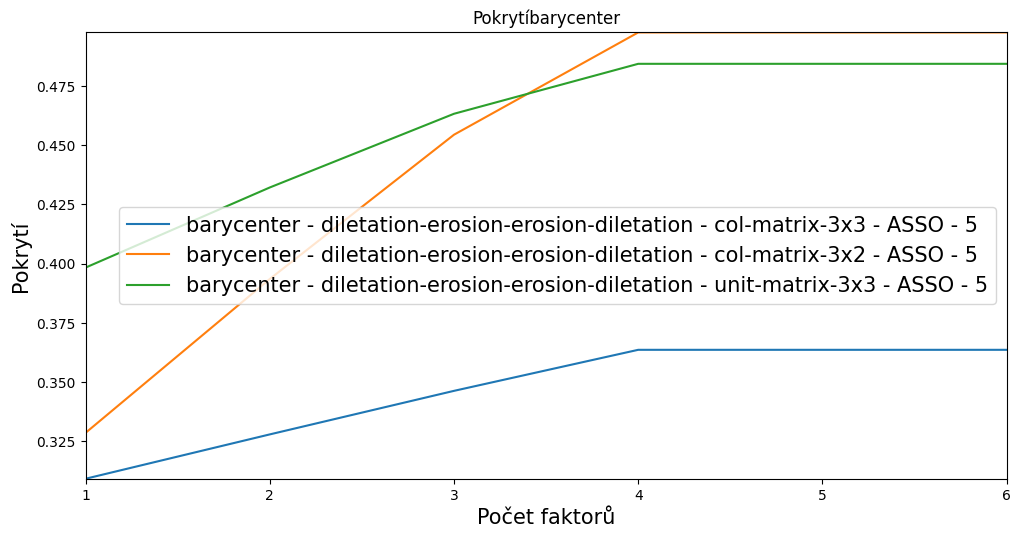 Pokrytíbarycenter
Pokrytí
0.475
0.450
0.425
0.400
0.375
0.350
0.325
barycenter - diletation-erosion-erosion-diletation - col-matrix-3x3 - ASSO - 5
barycenter - diletation-erosion-erosion-diletation - col-matrix-3x2 - ASSO - 5
barycenter - diletation-erosion-erosion-diletation - unit-matrix-3x3 - ASSO - 5
1 2 3 4 5 6
Počet faktorů